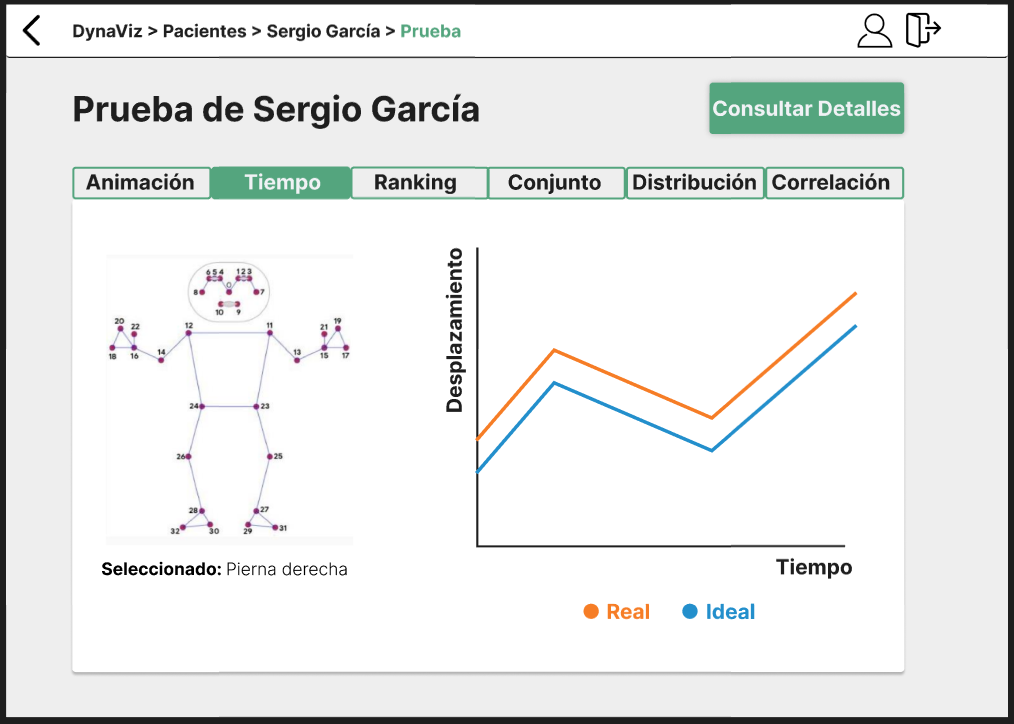 DynaViz > Pacientes > Sergio García > Prueba
Prueba de Sergio García
Consultar Detalles
Animación Tiempo Ranking Conjunto Distribución Correlación
6 5 4 1 2 3
8 0 7
10 9
20 22 12 11 21 19
18 16 14 13 15 17
24 23
26 25
28 27
32 30 29 31
Seleccionado: Pierna derecha
Desplazamiento
Tiempo
Real Ideal